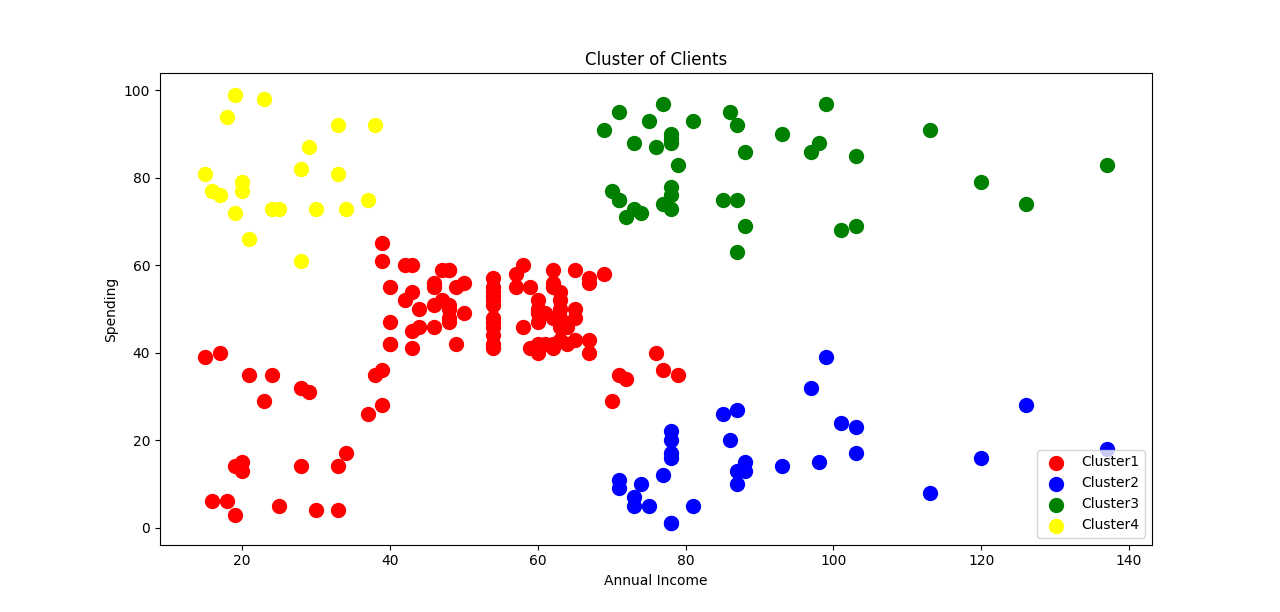 Cluster of Clients
100
80
60
40
20
0
Spending
20 40 60 80 100 120 140
Annual Income
Cluster1
Cluster2
Cluster3
Cluster4